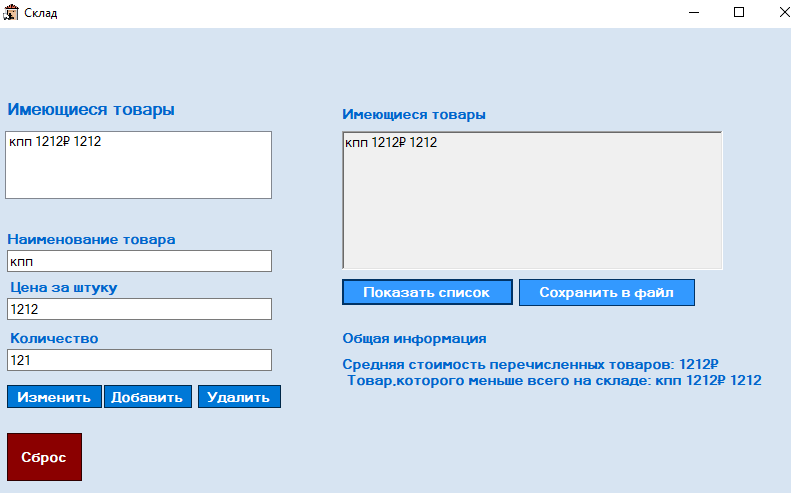 Склад
Имеющиеся товары
кпп 1212₽ 1212
Наименование товара
кпп
Цена за штуку
1212
Количество
121
Изменить Добавить Удалить
Сброс
Имеющиеся товары
кпп 1212₽ 1212
Показать список Сохранить в файл
Общая информация
Средняя стоимость перечисленных товаров: 1212₽
Товар,которого меньше всего на складе: кпп 1212₽ 1212